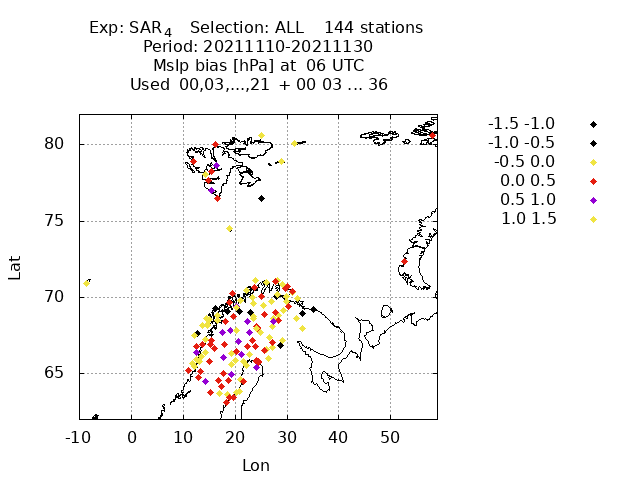 Exp: SAR4 Selection: ALL 144 stations
Period: 20211110-20211130
Mslp bias [hPa] at 06 UTC
Used 00,03,...,21 + 00 03 ... 36
-1.5 -1.0
-1.0 -0.5
-0.5 0.0
0.0 0.5
0.5 1.0
1.0 1.5
80
75
70
65
Lat
-10 0 10 20 30 40 50
Lon